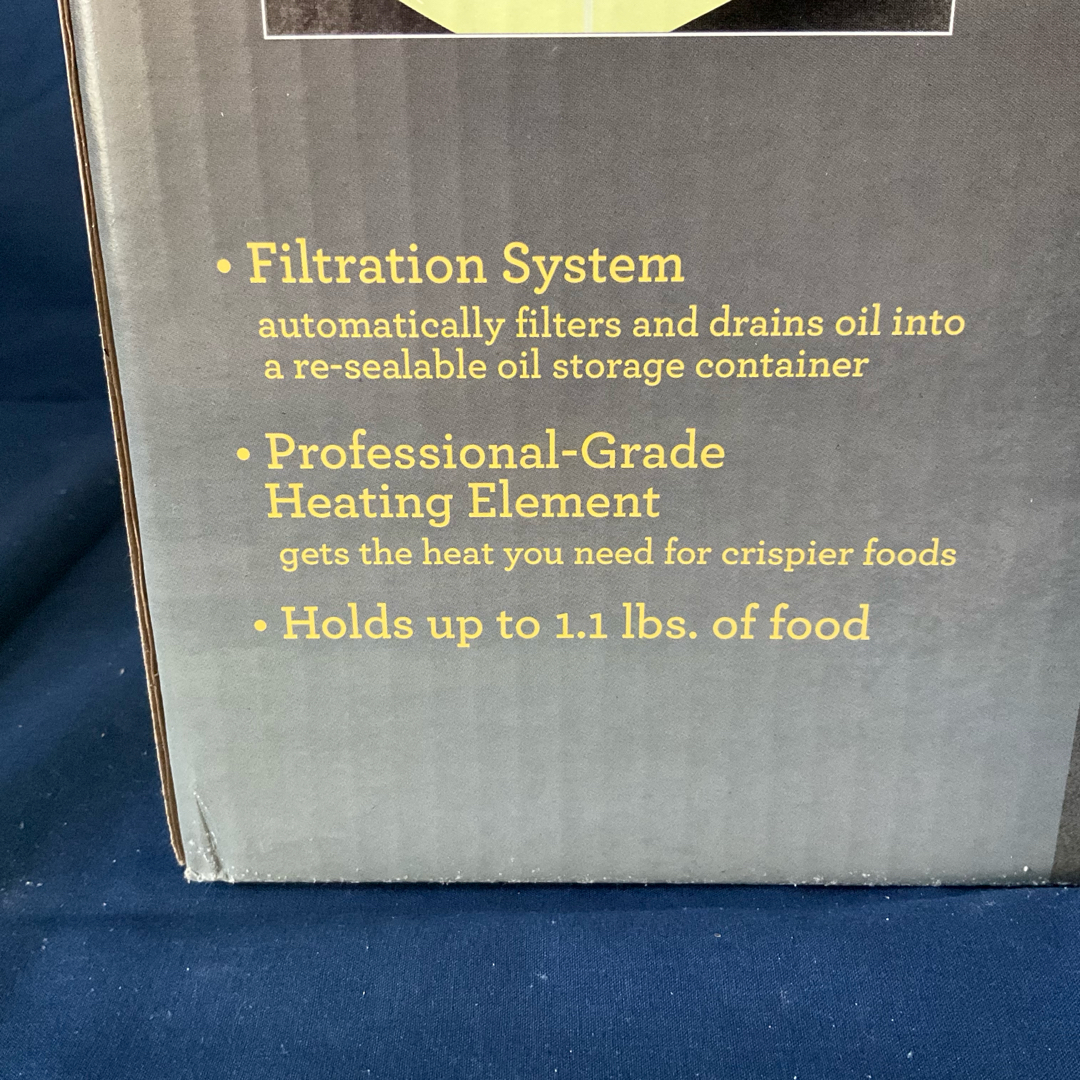 • Filtration System
automatically filters and drains oil into
a re-sealable oil storage container
• Professional-Grade
Heating Element
gets the heat you need for crispier foods
• Holds up to 1.1 lbs. of food